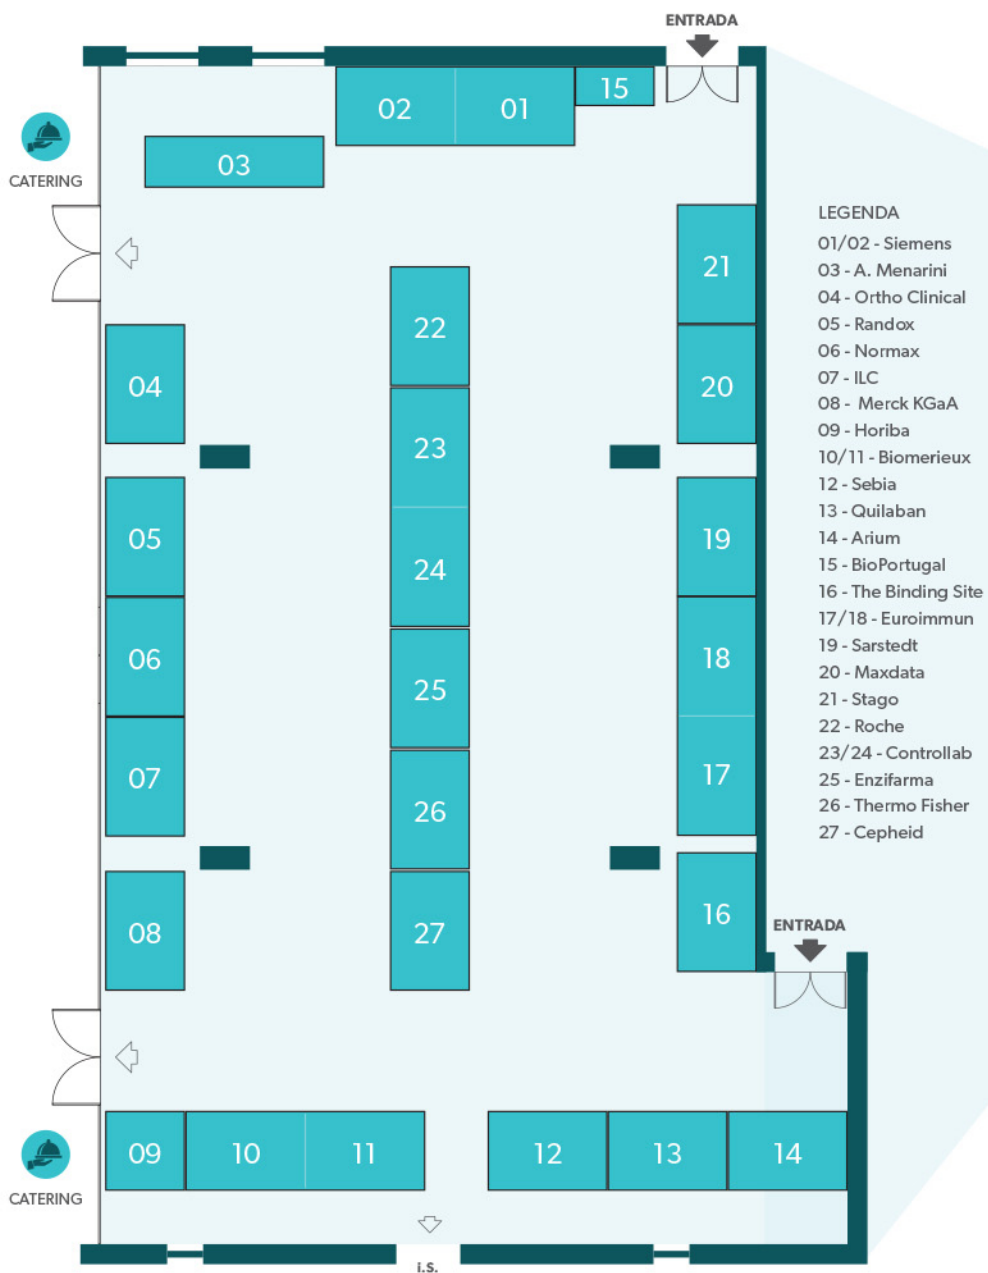 ENTRADA
15
02
01
CATERING
03
LEGENDA
01/02 - Siemens
03 - A. Menarini
04 - Ortho Clinical
05 - Randox
06 - Normax
07 - ILC
08 - Merck KGaA
09 - Horiba
10/11 - Biomerieux
12 - Sebia
13 - Quilaban
14 - Arium
15 - BioPortugal
16 - The Binding Site
17/18 - Euroimmun
19 - Sarstedt
20 - Maxdata
21 - Stago
22 - Roche
23/24 - Controllab
25 - Enzifarma
26 - Thermo Fisher
27 - Cepheid
21
22
04
20
23
05
19
24
06
18
25
07
17
26
16
08
27
ENTRADA
09
10
11
12
13
14
CATERING
i.s.